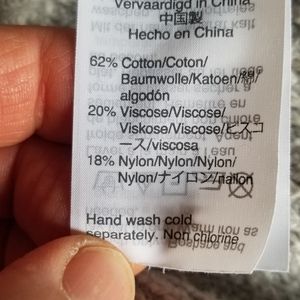 Vervaardigd in China
中国製
Hecho en China
62% Cotton/Coton/
Baumwolle/Katoen/綿/
algodón
20% Viscose/Viscose/
Viskose/Viscose/ビスコ
ース/viscosa
18% Nylon/Nylon/Nylon/
Nylon/ナイロン/nailon
Hand wash cold
separately. Non chlorine